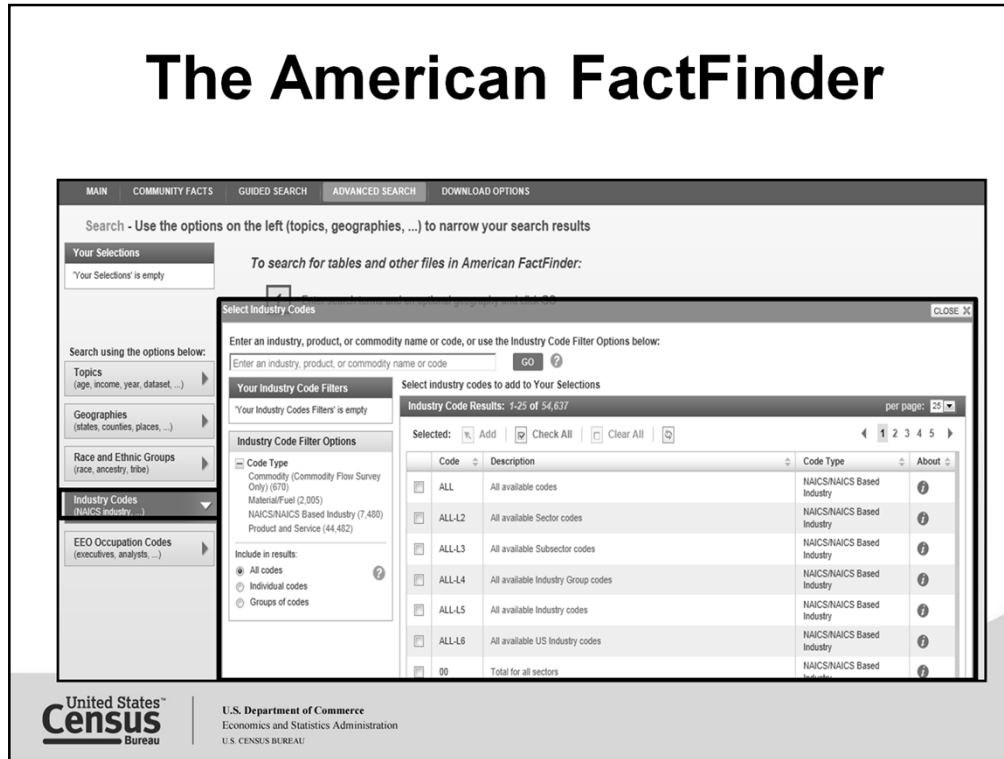 The American FactFinder
MAIN COMMUNITY FACTS GUIDED SEARCH ADVANCED SEARCH DOWNLOAD OPTIONS
Search - Use the options on the left (topics, geographies, ...) to narrow your search results
Your Selections
'Your Selections' is empty
To search for tables and other files in American FactFinder:
Search using the options below:
Topics
(age, income, year, dataset, ...)
Geographies
(states, counties, places, ...)
Race and Ethnic Groups
(race, ancestry, tribe)
Industry Codes
(NAICS industry, ...)
EEO Occupation Codes
(executives, analysts, ...)
Select Industry Codes
CLOSE X
Enter an industry, product, or commodity name or code, or use the Industry Code Filter Options below:
Enter an industry, product, or commodity name or code
GO ?
Your Industry Code Filters
'Your Industry Codes Filters' is empty
Industry Code Filter Options
Code Type
Commodity (Commodity Flow Survey
Only) (670)
Material/Fuel (2,005)
NAICS/NAICS Based Industry (7,480)
Product and Service (44,482)
Include in results:
All codes ?
Individual codes
Groups of codes
Select industry codes to add to Your Selections
Industry Code Results: 1-25 of 54,637 per page: 25
Selected: Add Check All Clear All 1 2 3 4 5
Code Description Code Type About
ALL All available codes NAICS/NAICS Based
Industry
ALL-L2 All available Sector codes NAICS/NAICS Based
Industry
ALL-L3 All available Subsector codes NAICS/NAICS Based
Industry
ALL-L4 All available Industry Group codes NAICS/NAICS Based
Industry
ALL-L5 All available Industry codes NAICS/NAICS Based
Industry
ALL-L6 All available US Industry codes NAICS/NAICS Based
Industry
00 Total for all sectors NAICS/NAICS Based
United States™
Census
Bureau
U.S. Department of Commerce
Economics and Statistics Administration
U.S. CENSUS BUREAU